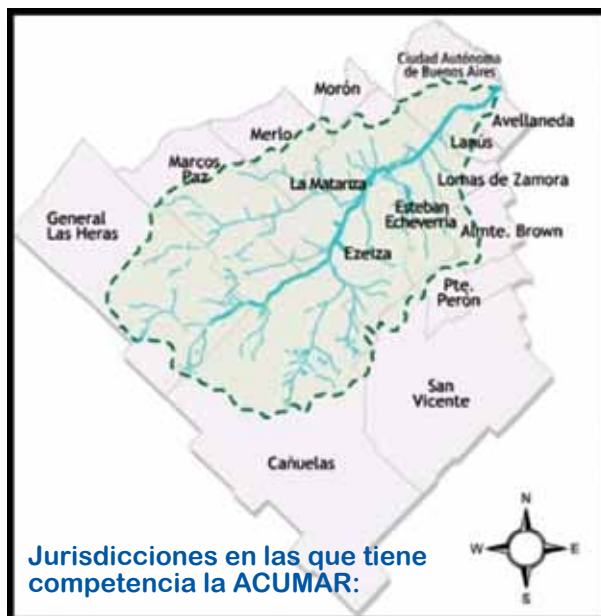 Ciudad Autónoma
de Buenos Aires
Morón
Merlo
Avellaneda
Lanús
Marcos
Paz
La Matanza
Lomas de Zamora
General
Las Heras
Esteban
Echeverría
Almte. Brown
Ezeiza
Pte.
Perón
San
Vicente
Cañuelas
N
W
E
S
Jurisdicciones en las que tiene
competencia la ACUMAR: